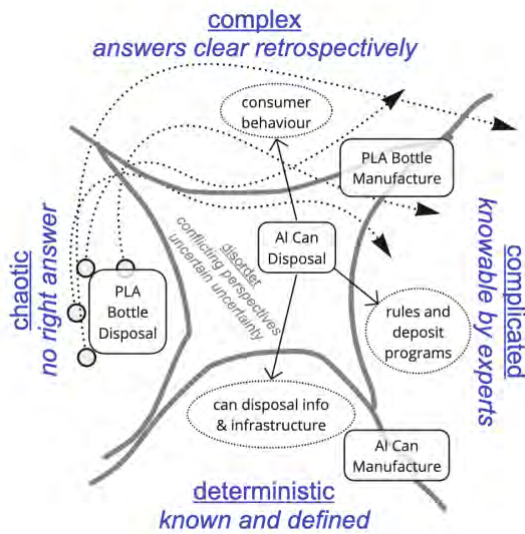 complex
answers clear retrospectively
consumer
behaviour
PLA Bottle
Manufacture
chaotic
no right answer
PLA
Bottle
Disposal
disorder
conflicting perspectives
uncertain uncertainty
Al Can
Disposal
rules and
deposit
programs
complicated
knowable by experts
can disposal info
& infrastructure
Al Can
Manufacture
deterministic
known and defined